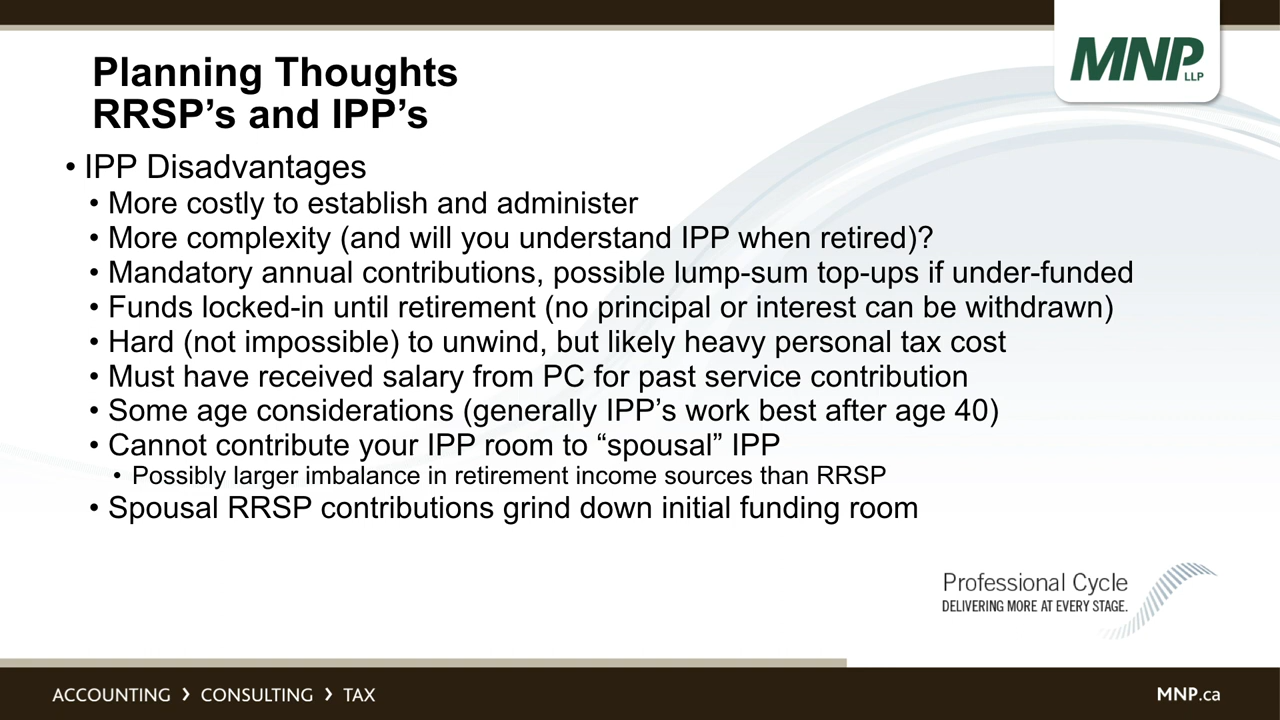 MNP
LLP
Planning Thoughts
RRSP’s and IPP’s
• IPP Disadvantages
• More costly to establish and administer
• More complexity (and will you understand IPP when retired)?
• Mandatory annual contributions, possible lump-sum top-ups if under-funded
• Funds locked-in until retirement (no principal or interest can be withdrawn)
• Hard (not impossible) to unwind, but likely heavy personal tax cost
• Must have received salary from PC for past service contribution
• Some age considerations (generally IPP’s work best after age 40)
• Cannot contribute your IPP room to “spousal” IPP
• Possibly larger imbalance in retirement income sources than RRSP
• Spousal RRSP contributions grind down initial funding room
Professional Cycle
DELIVERING MORE AT EVERY STAGE.
ACCOUNTING › CONSULTING › TAX
MNP.ca